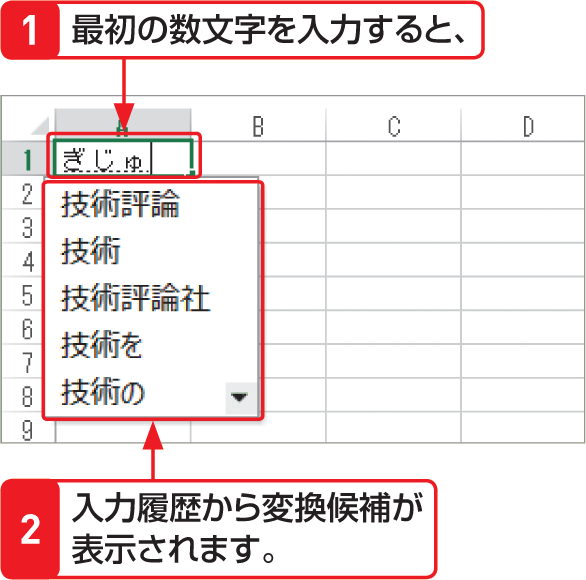 1 最初の数文字を入力すると、
A B C D
1 ぎじゅ
2 技術評論
3
4 技術
5 技術評論社
6
7 技術を
8 技術の
9
2 入力履歴から変換候補が
表示されます。